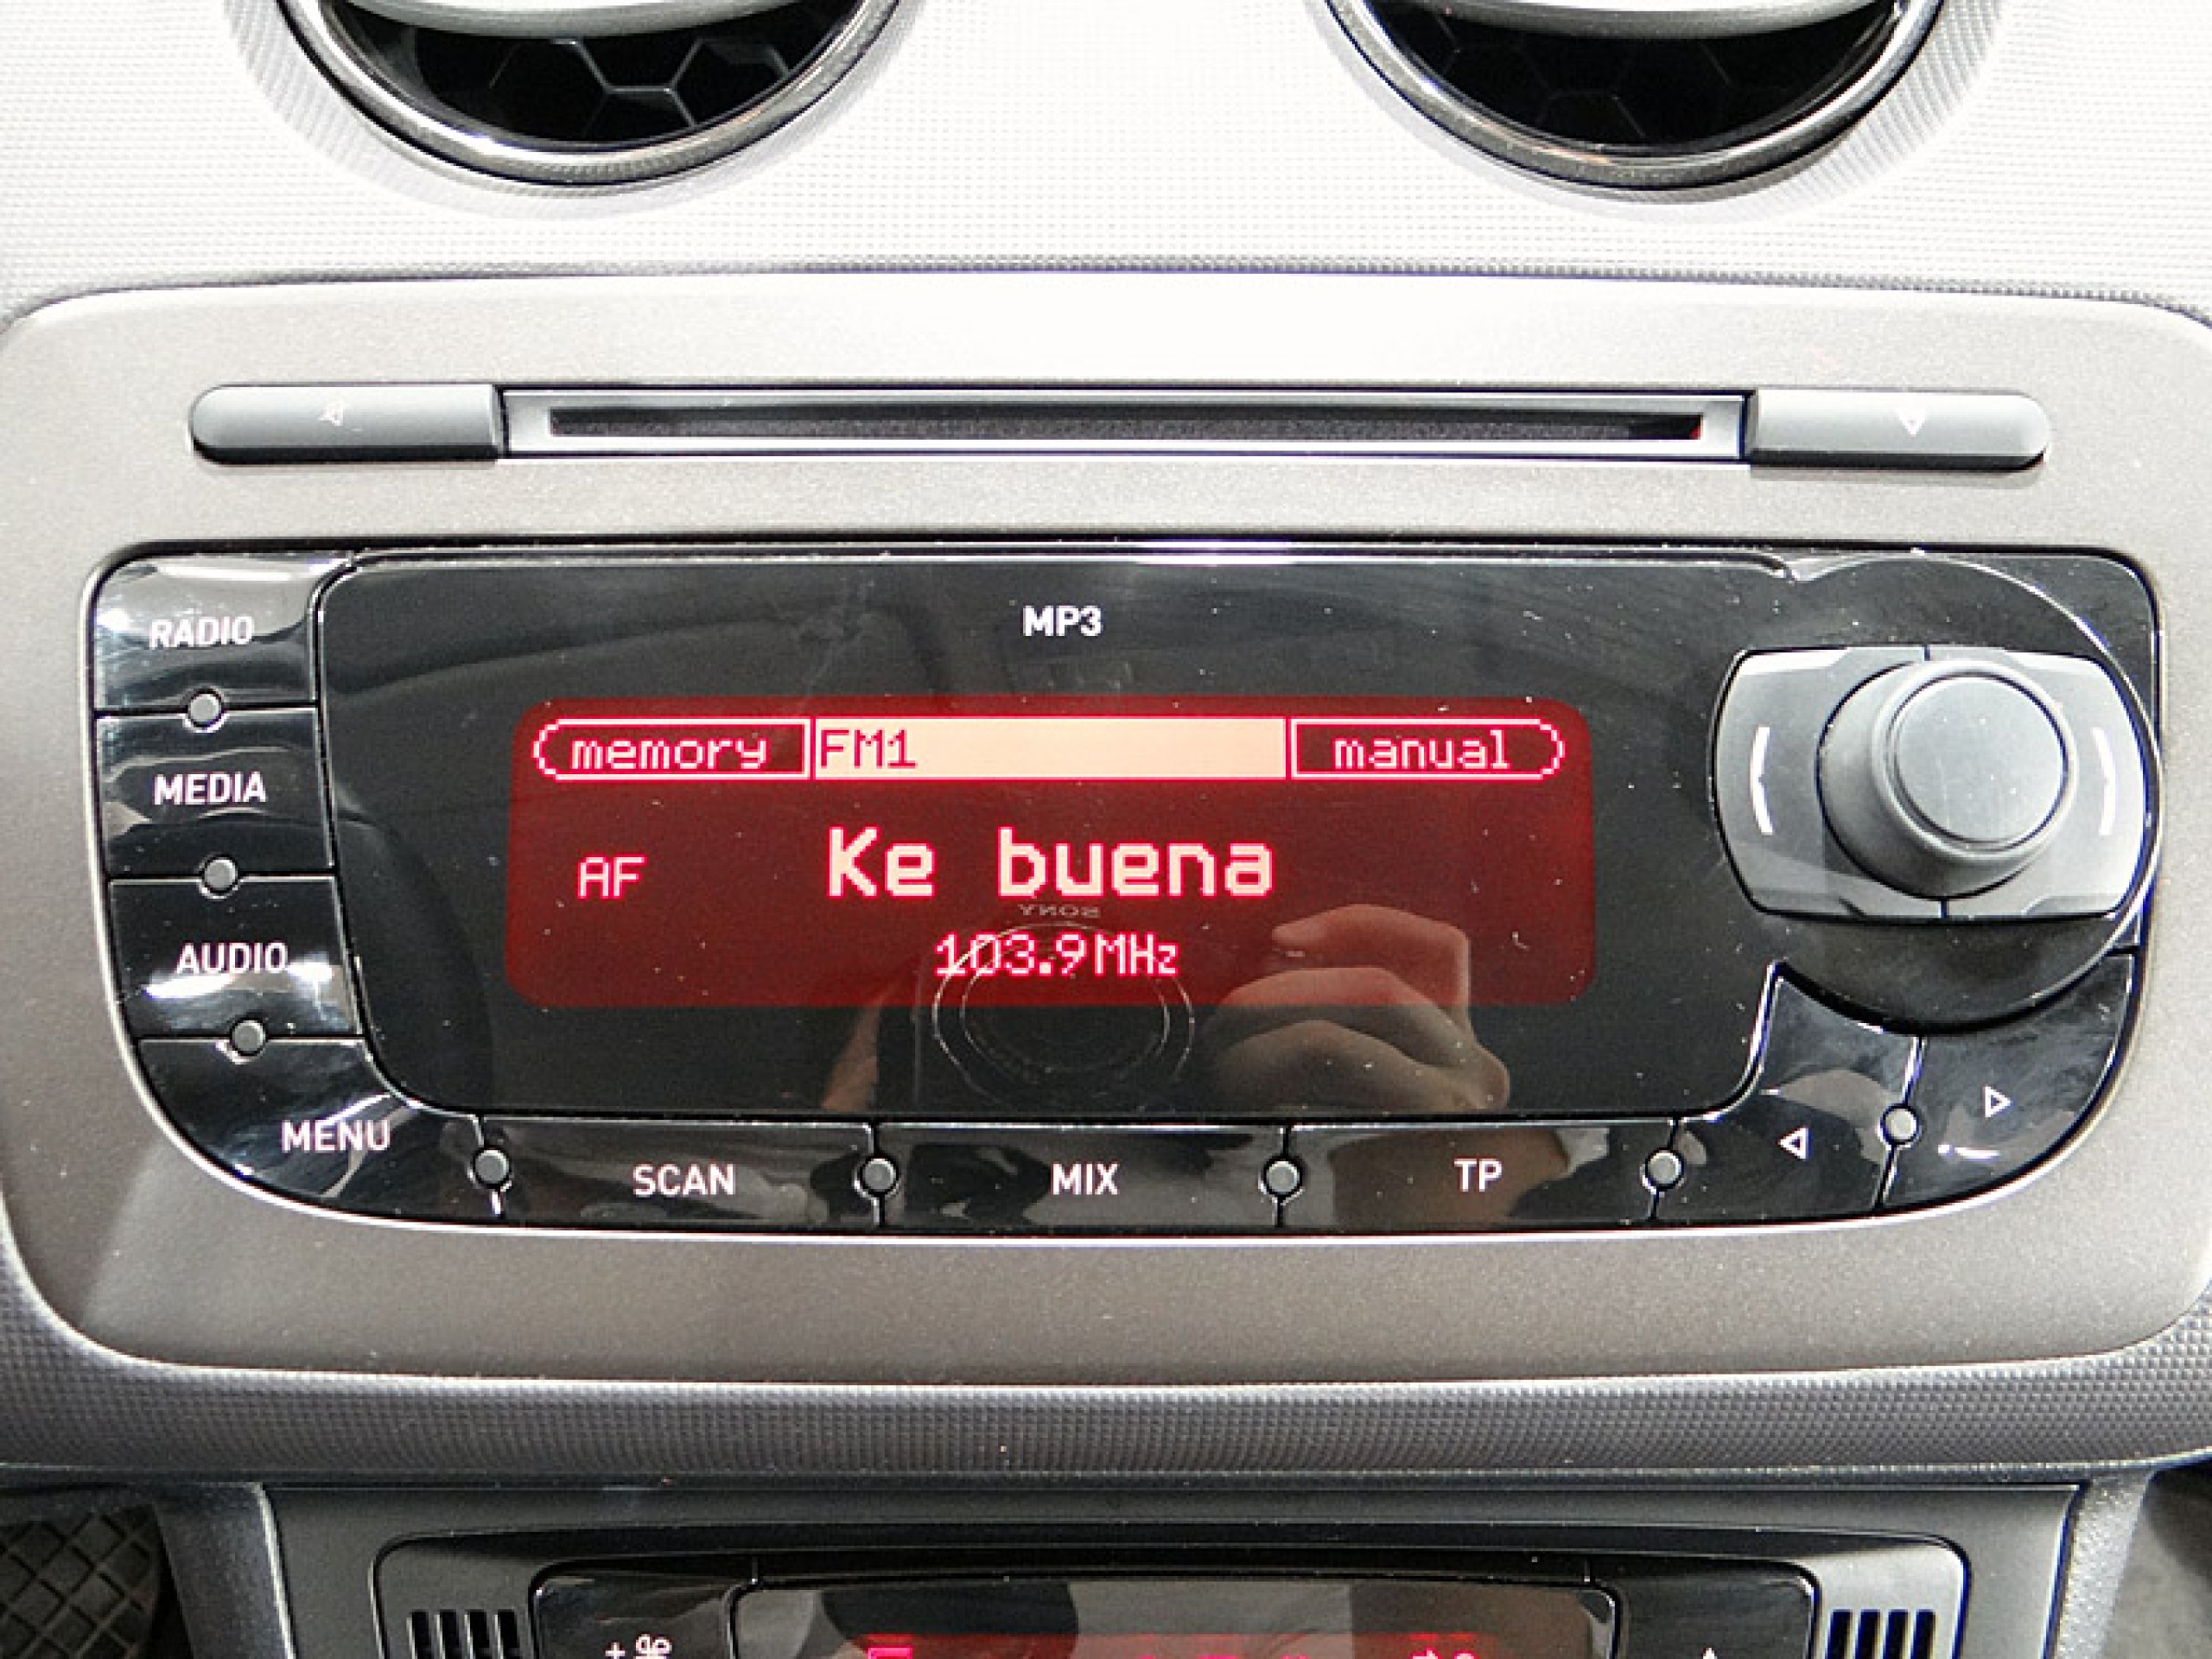 RADIO
MP3
memory FM1 manual
MEDIA
AF Ke buena
SONY
AUDIO 103.9MHz
MENU SCAN MIX TP